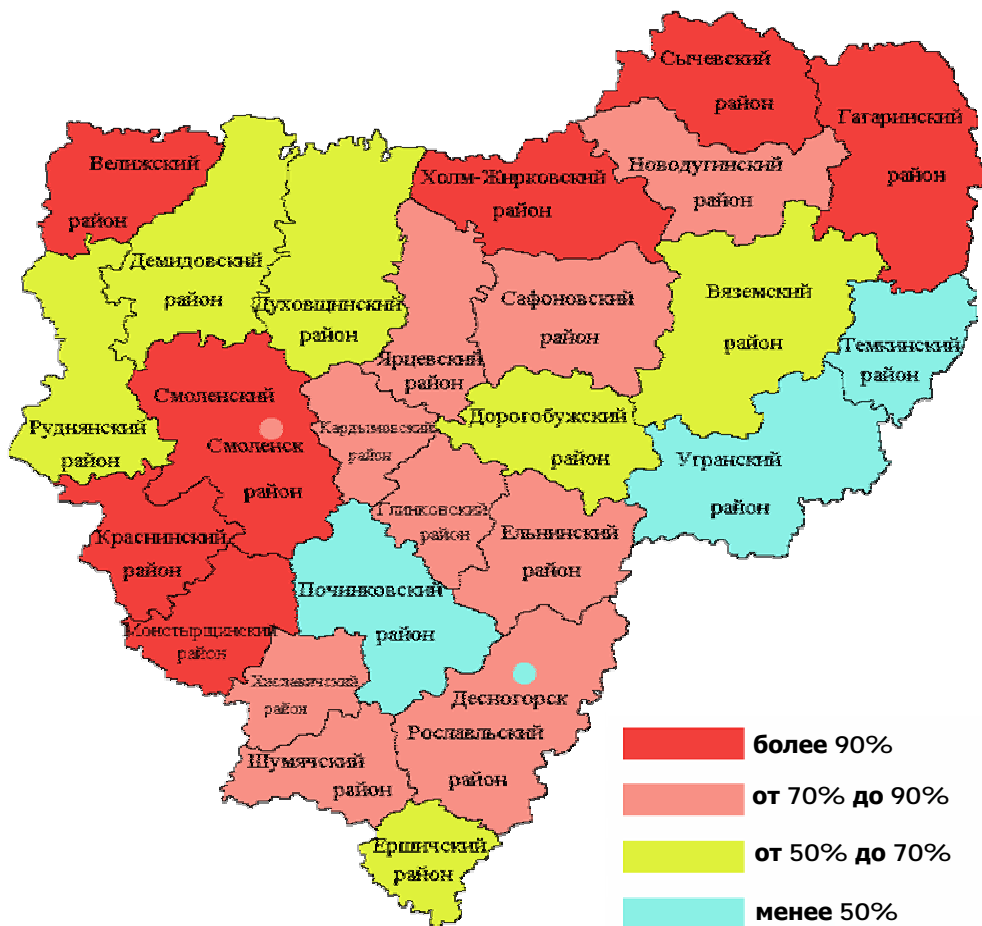 Сычевский
район
Гагаринский
район
Велижский
район
Холм-Жирковский
район
Новодугинский
район
Демидовский
район
Духовщинский
район
Сафоновский
район
Вяземский
район
Ярцевский
район
Темкинский
район
Смоленский
Смоленск
район
Руднянский
район
Кардымовский
район
Дорогобужский
район
Угранский
район
Глинковский
район
Ельнинский
район
Краснинский
район
Починковский
район
Монстырщинский
район
Хиславичский
район
Десногорск
Рославльский
район
Шумячский
район
Ершичский
район
более 90%
от 70% до 90%
от 50% до 70%
менее 50%